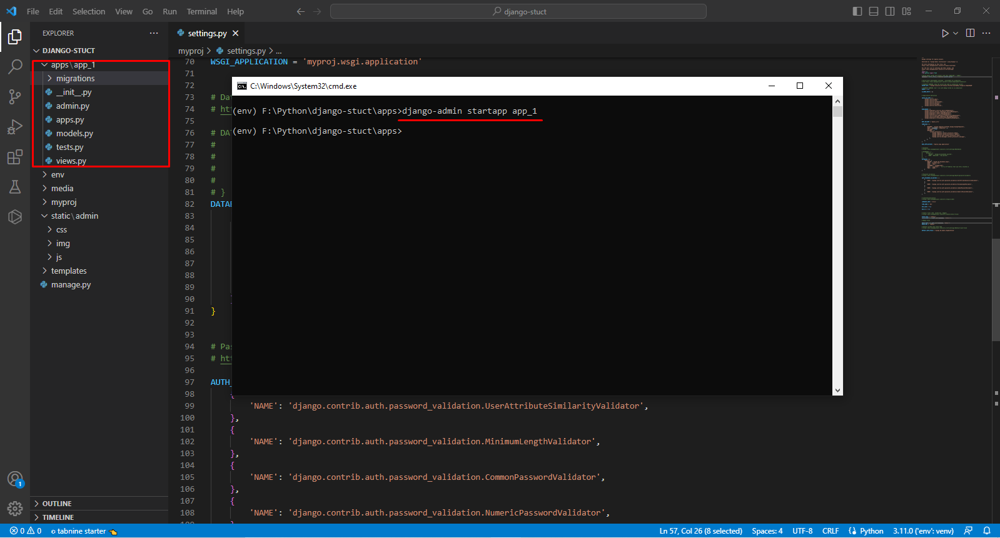 File Edit Selection View Go Run Terminal Help
django-stuct
EXPLORER
DJANGO-STUCT
apps\app_1
migrations
__init__.py
admin.py
apps.py
models.py
tests.py
views.py
env
media
myproj
static\admin
css
img
js
templates
manage.py
OUTLINE
TIMELINE
settings.py
myproj > settings.py > ...
70 WSGI_APPLICATION = 'myproj.wsgi.application'
71
72
73 # Dat
74 # htt
75
76 # DAT
77 #
78 #
79 #
80 #
81 # }
82 DATAB
83
84
85
86
87
88
89
90
91 }
92
93
94 # Pas
95 # htt
96
97 AUTH_
98 {
99 'NAME': 'django.contrib.auth.password_validation.UserAttributeSimilarityValidator',
100 },
101 {
102 'NAME': 'django.contrib.auth.password_validation.MinimumLengthValidator',
103 },
104 {
105 'NAME': 'django.contrib.auth.password_validation.CommonPasswordValidator',
106 },
107 {
108 'NAME': 'django.contrib.auth.password_validation.NumericPasswordValidator',
109 }
C:\Windows\System32\cmd.exe
(env) F:\Python\django-stuct\apps>django-admin startapp app_1
(env) F:\Python\django-stuct\apps>
1
0 0 tabnine starter
Ln 57, Col 26 (8 selected) Spaces: 4 UTF-8 CRLF Python 3.11.0 ('env': venv)